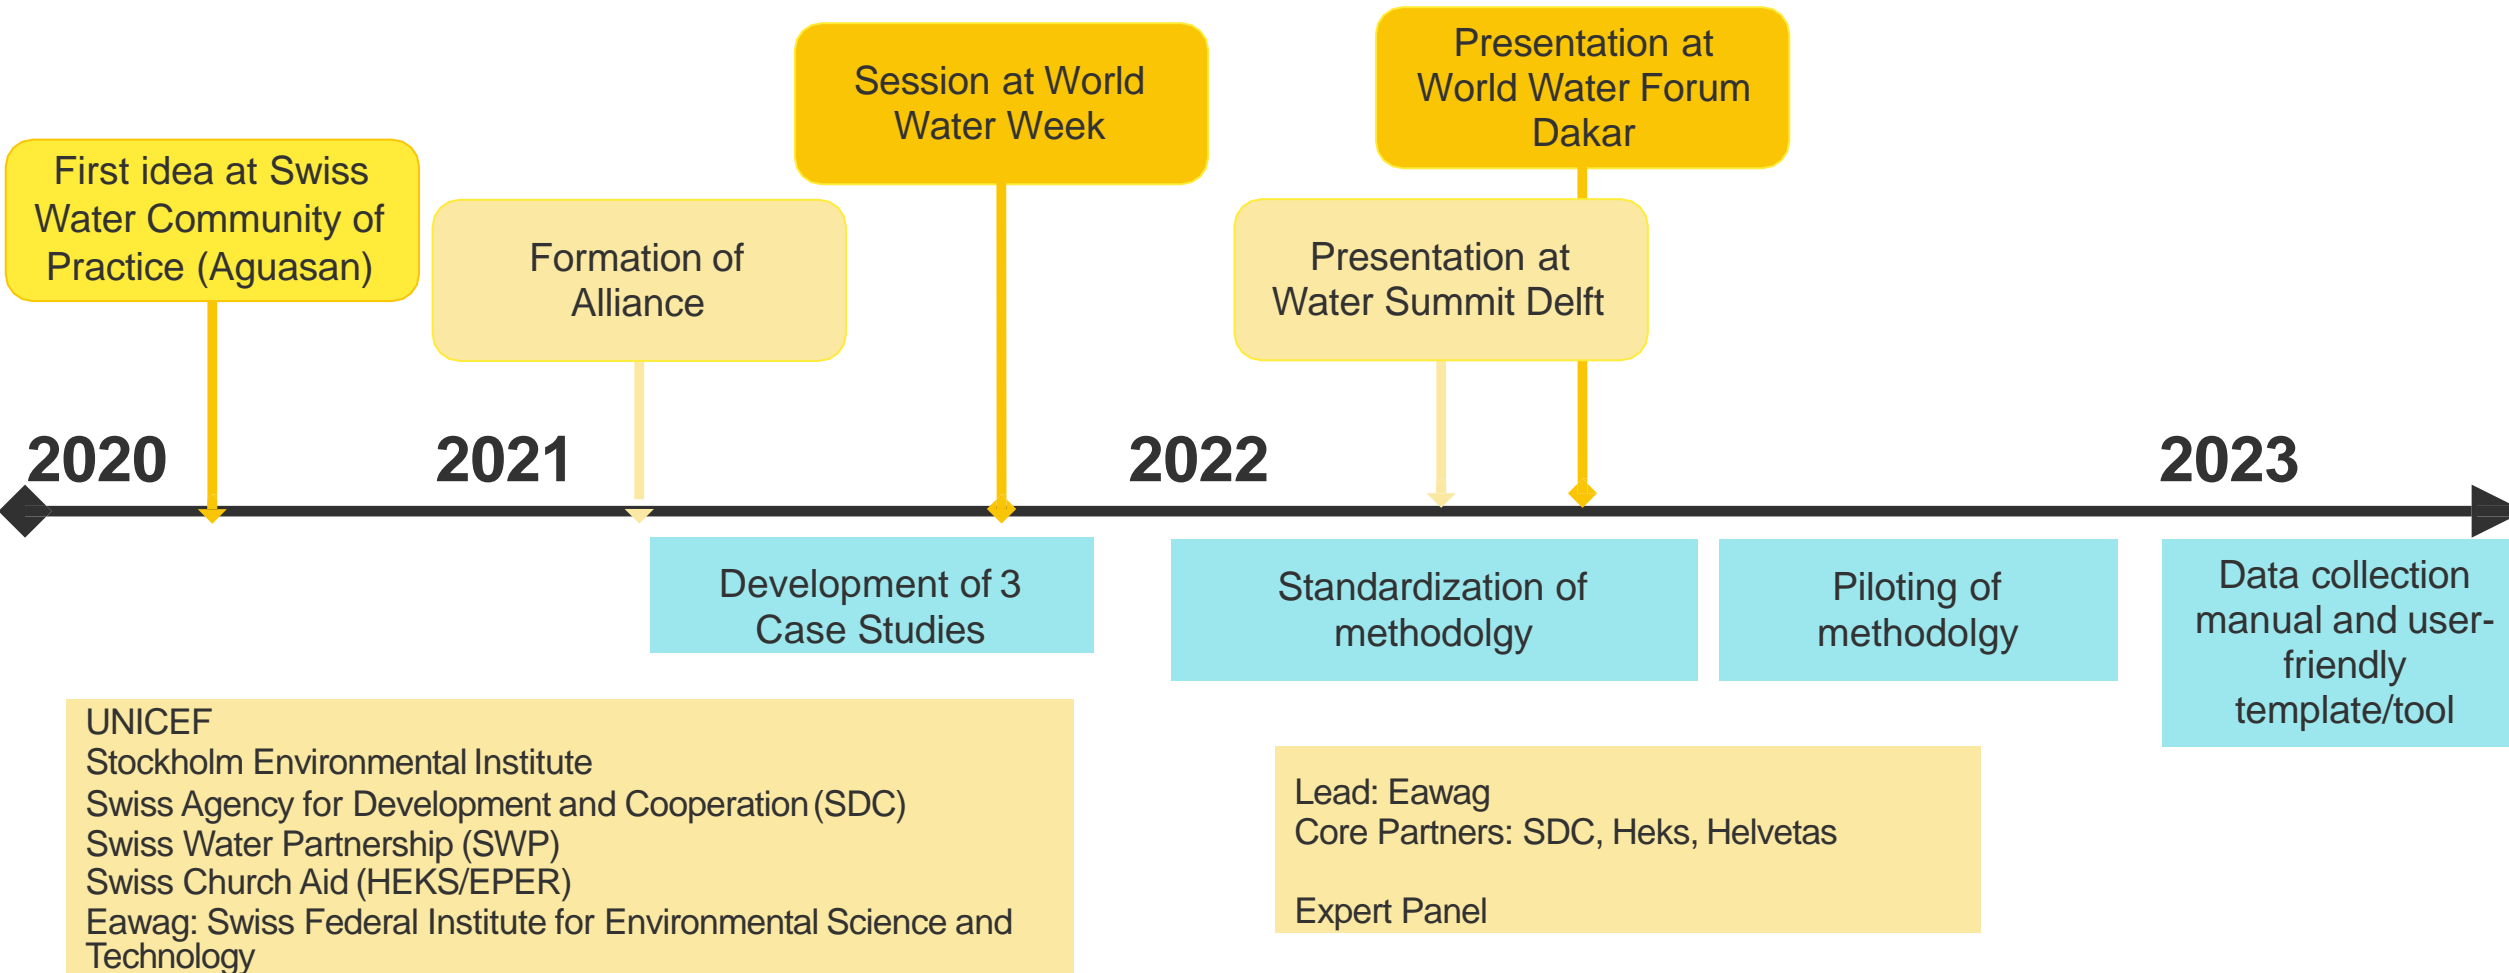 First idea at Swiss
Water Community of
Practice (Aguasan)
Formation of
Alliance
Session at World
Water Week
Presentation at
World Water Forum
Dakar
Presentation at
Water Summit Delft
2020
2021
2022
2023
Development of 3
Case Studies
Standardization of
methodolgy
Piloting of
methodolgy
Data collection
manual and user-
friendly
template/tool
UNICEF
Stockholm Environmental Institute
Swiss Agency for Development and Cooperation (SDC)
Swiss Water Partnership (SWP)
Swiss Church Aid (HEKS/EPER)
Eawag: Swiss Federal Institute for Environmental Science and
Technology
Lead: Eawag
Core Partners: SDC, Heks, Helvetas
Expert Panel